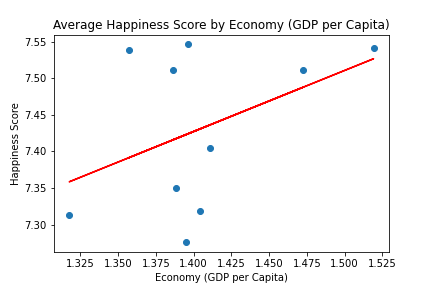 Average Happiness Score by Economy (GDP per Capita)
7.55
7.50
7.45
7.40
7.35
7.30
Happiness Score
1.325 1.350 1.375 1.400 1.425 1.450 1.475 1.500 1.525
Economy (GDP per Capita)